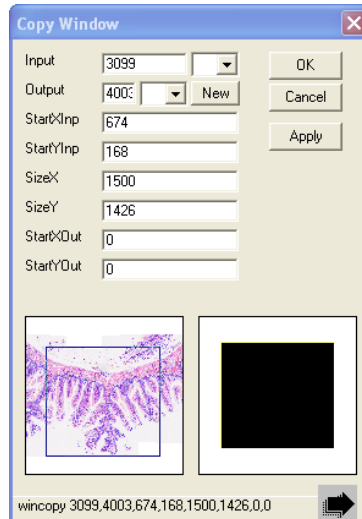 Copy Window
Input 3099 OK
Output 4003 New Cancel
StartXInp 674
StartYInp 168 Apply
SizeX 1500
SizeY 1426
StartXOut 0
StartYOut 0
wincopy 3099,4003,674,168,1500,1426,0,0